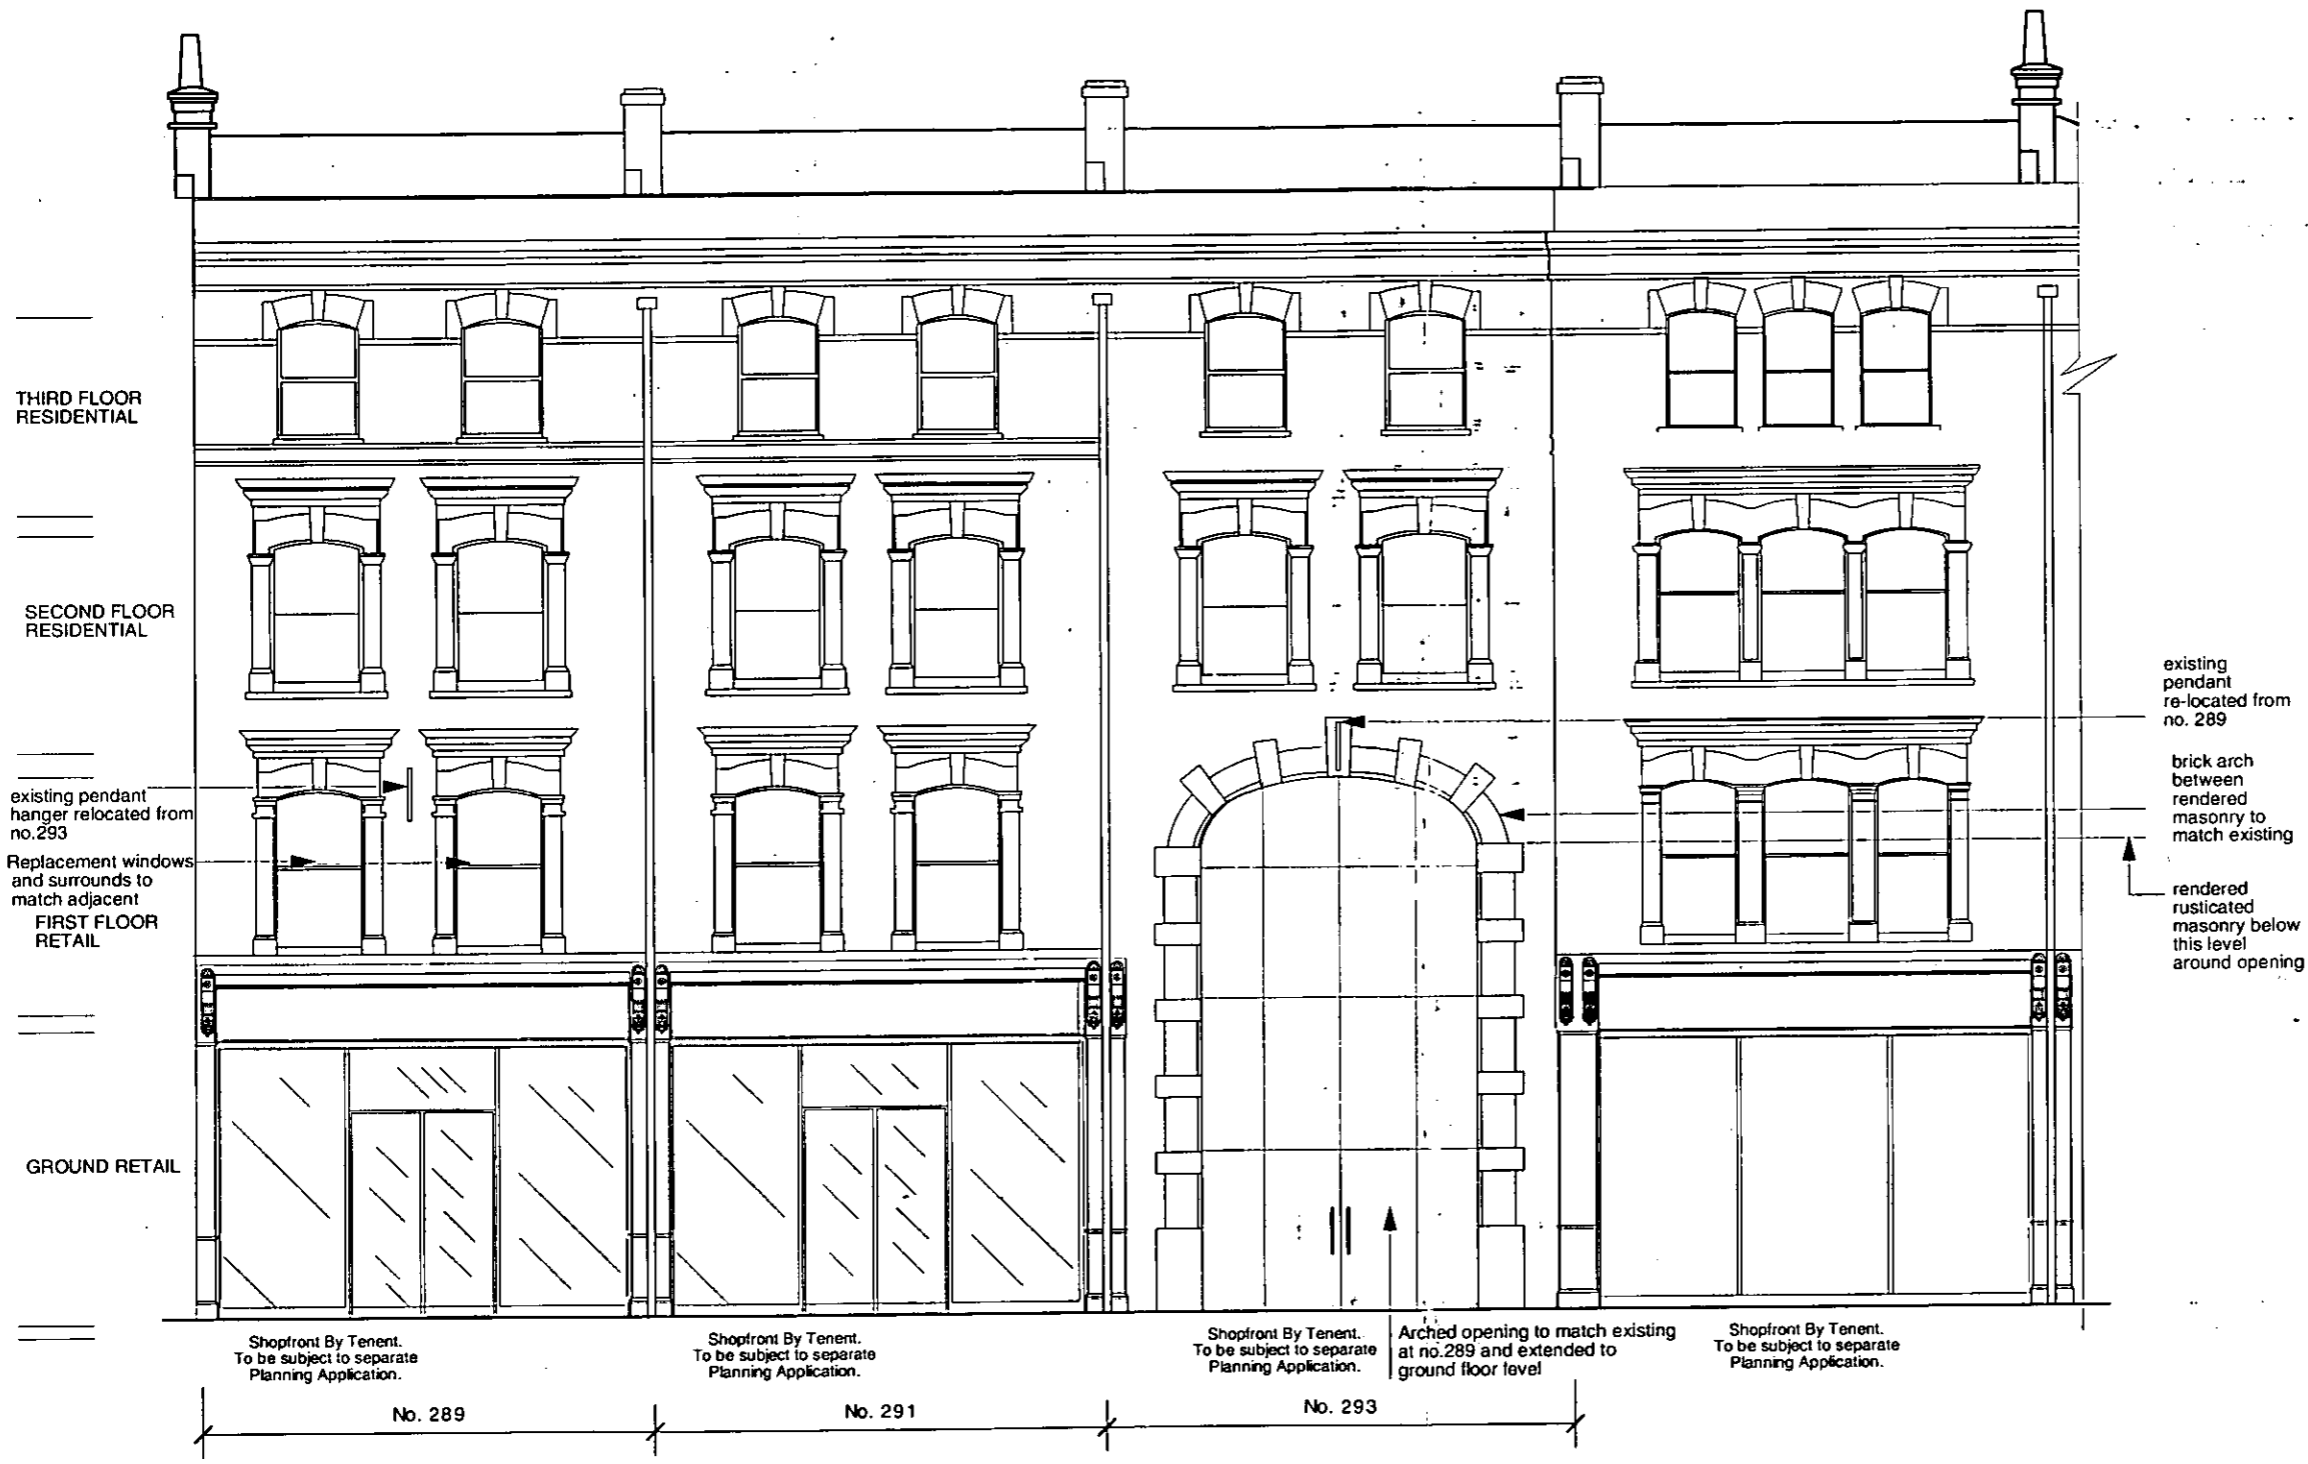 THIRD FLOOR
RESIDENTIAL
SECOND FLOOR
RESIDENTIAL
existing pendant
hanger relocated from
no.293
Replacement windows
and surrounds to
match adjacent
FIRST FLOOR
RETAIL
GROUND RETAIL
existing
pendant
re-located from
no. 289
brick arch
between
rendered
masonry to
match existing
rendered
rusticated
masonry below
this level
around opening
Shopfront By Tenent.
To be subject to separate
Planning Application.
Shopfront By Tenent.
To be subject to separate
Planning Application.
Shopfront By Tenent.
To be subject to separate
Planning Application.
Arched opening to match existing
at no.289 and extended to
ground floor level
Shopfront By Tenent.
To be subject to separate
Planning Application.
No. 289
No. 291
No. 293